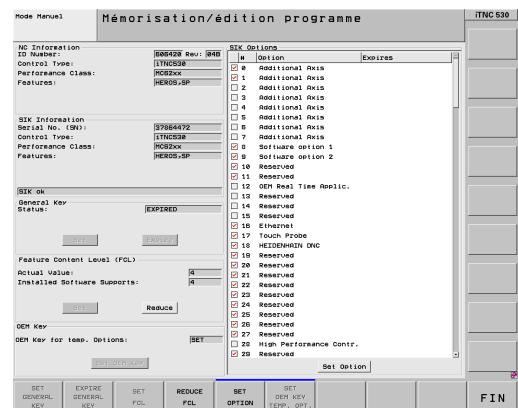 Mode Manuel
Mémorisation/édition programme
iTNC 530
NC Information
ID Number: 606420 Rev: 04B
Control Type: iTNC530
Performance Class: MC62xx
Features: HEROS,SP
SIK Information
Serial No. (SN): 37864472
Control Type: iTNC530
Performance Class: MC62xx
Features: HEROS,SP
SIK ok
General Key
Status: EXPIRED
Set Expire
Feature Content Level (FCL)
Actual Value: 4
Installed Software Supports: 4
Set Reduce
OEM Key
OEM Key for temp. Options: SET
Set OEM Key
SIK Options
# Option Expires
0 Additional Axis
1 Additional Axis
2 Additional Axis
3 Additional Axis
4 Additional Axis
5 Additional Axis
6 Additional Axis
7 Additional Axis
8 Software option 1
9 Software option 2
10 Reserved
11 Reserved
12 OEM Real Time Applic.
13 Reserved
14 Reserved
15 Reserved
16 Ethernet
17 Touch Probe
18 HEIDENHAIN DNC
19 Reserved
20 Reserved
21 Reserved
22 Reserved
23 Reserved
24 Reserved
25 Reserved
26 Reserved
27 Reserved
28 High Performance Contr.
29 Reserved
Set Option
SET GENERAL KEY
EXPIRE GENERAL KEY
SET FCL
REDUCE FCL
SET OPTION
SET OEM KEY TEMP. OPT.
FIN